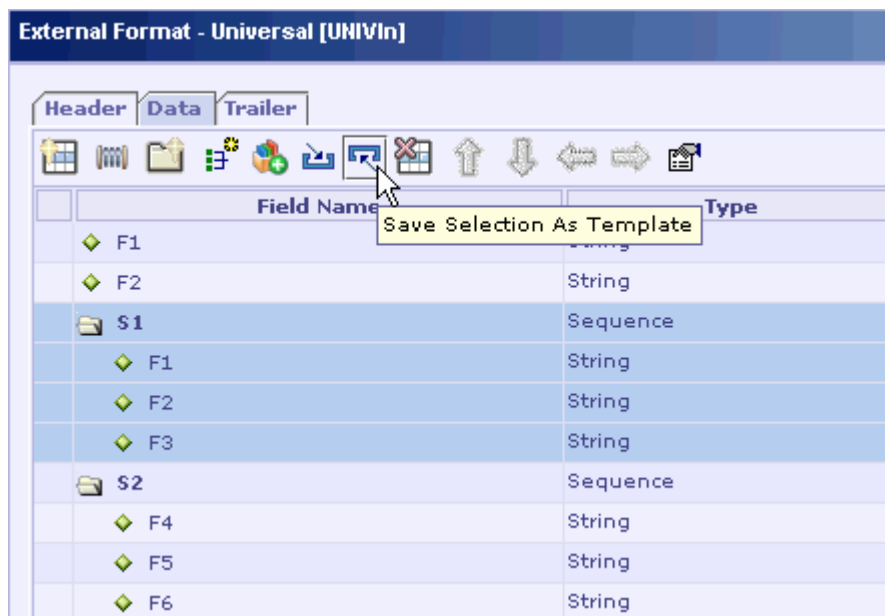 External Format - Universal [UNIVIn]
Header Data Trailer
Field Name Type
Save Selection As Template
F1
F2 String
S1 Sequence
F1 String
F2 String
F3 String
S2 Sequence
F4 String
F5 String
F6 String